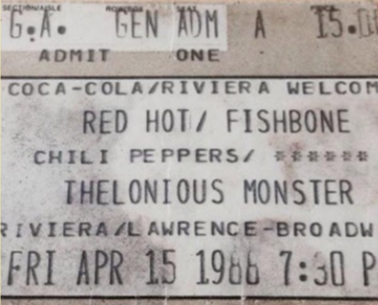 G.A. GEN ADM A 15.0
ADMIT ONE
COCA-COLA/RIVIERA WELCOM
RED HOT/ FISHBONE
CHILI PEPPERS/ ******
THELONIOUS MONSTER
RIVIERA/LAWRENCE-BROADW
FRI APR 15 1988 7:30 P